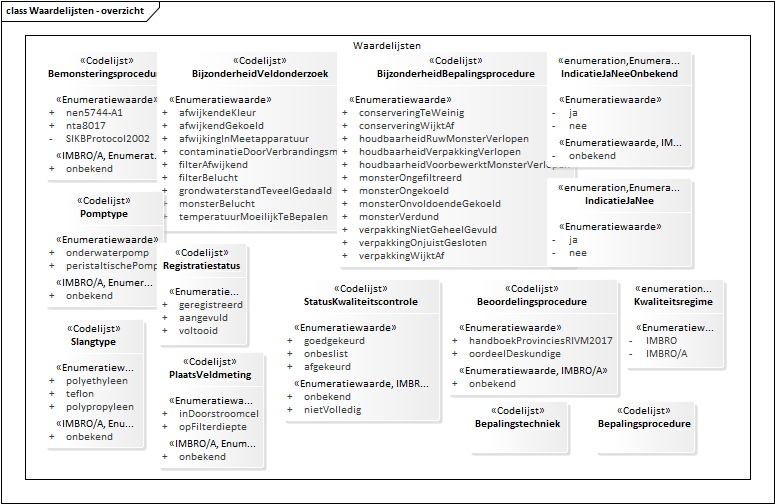 class Waardelijsten - overzicht
Waardelijsten
«Codelijst»
Bemonsteringsprocedur
«Enumeratiewaarde»
+ nen5744-A1
+ nta8017
- SIKBProtocol2002
«IMBRO/A, Enumerat...
+ onbekend
«Codelijst»
BijzonderheidVeldonderzoek
«Enumeratiewaarde»
+ afwijkendeKleur
+ afwijkendGekoeld
+ afwijkingInMeetapparatuur
+ contaminatieDoorVerbrandingsm
+ filterAfwijkend
+ filterBelucht
+ grondwaterstandTeveelGedaald
+ monsterBelucht
+ temperatuurMoeilijkTeBepalen
«Codelijst»
BijzonderheidBepalingsprocedure
«Enumeratiewaarde»
+ conserveringTeWeinig
+ conserveringWijktAf
+ houdbaarheidRuwMonsterVerlopen
+ houdbaarheidVerpakkingVerlopen
+ houdbaarheidVoorbewerktMonsterVerlopen
+ monsterOngefiltreerd
+ monsterOngekoeld
+ monsterOnvoldoendeGekoeld
+ monsterVerdund
+ verpakkingNietGeheelGevuld
+ verpakkingOnjuistGesloten
+ verpakkingWijktAf
«enumeration,Enumera...
IndicatieJaNeeOnbekend
«Enumeratiewaarde»
- ja
- nee
«Enumeratiewaarde, IM...
- onbekend
«enumeration,Enumera...
IndicatieJaNee
«Enumeratiewaarde»
- ja
- nee
«Codelijst»
Pomptype
«Enumeratiewaarde»
+ onderwaterpomp
+ peristaltischePomp
«IMBRO/A, Enumer...
+ onbekend
«Codelijst»
Registratiestatus
«Enumeratie...
+ geregistreerd
+ aangevuld
+ voltooid
«Codelijst»
StatusKwaliteitscontrole
«Enumeratiewaarde»
+ goedgekeurd
+ onbeslist
+ afgekeurd
«Enumeratiewaarde, IMBR...
+ onbekend
+ nietVolledig
«Codelijst»
Beoordelingsprocedure
«Enumeratiewaarde»
+ handboekProvinciesRIVM2017
+ oordeelDeskundige
«Enumeratiewaarde, IMBRO/A»
+ onbekend
«enumeration...
Kwaliteitsregime
«Enumeratiew...
- IMBRO
- IMBRO/A
«Codelijst»
Slangtype
«Enumeratiew...
+ polyethyleen
+ teflon
+ polypropyleen
«IMBRO/A, Enu...
+ onbekend
«Codelijst»
PlaatsVeldmeting
«Enumeratiewa...
+ inDoorstroomcel
+ opFilterdiepte
«IMBRO/A, Enum...
+ onbekend
«Codelijst»
Bepalingstechniek
«Codelijst»
Bepalingsprocedure